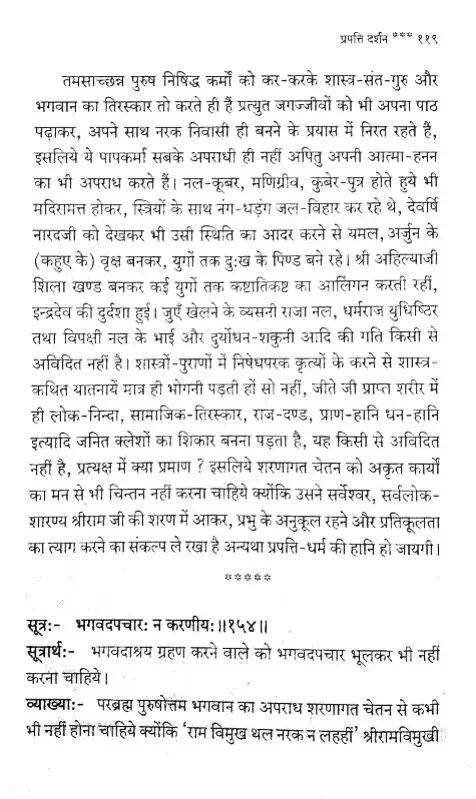 प्रपत्ति दर्शन *** ११९
तमसाच्छन्न पुरुष निषिद्ध कर्मों को कर-करके शास्त्र-संत-गुरु और
भगवान का तिरस्कार तो करते ही हैं प्रत्युत जगज्जीवों को भी अपना पाठ
पढ़ाकर, अपने साथ नरक निवासी ही बनने के प्रयास में निरत रहते हैं,
इसलिये ये पापकर्मा सबके अपराधी ही नहीं अपितु अपनी आत्मा-हनन
का भी अपराध करते हैं। नल-कूबर, मणिग्रीव, कुबेर-पुत्र होते हुये भी
मदिरामत्त होकर, स्त्रियों के साथ नंग-धड़ंग जल-विहार कर रहे थे, देवर्षि
नारदजी को देखकर भी उसी स्थिति का आदर करने से यमल, अर्जुन के
(कहुए के) वृक्ष बनकर, युगों तक दुःख के पिण्ड बने रहे। श्री अहिल्याजी
शिला खण्ड बनकर कई युगों तक कष्टातिकष्ट का आलिंगन करती रहीं,
इन्द्रदेव की दुर्दशा हुई। जुएँ खेलने के व्यसनी राजा नल, धर्मराज युधिष्टिर
तथा विपक्षी नल के भाई और दुर्योधन-शकुनी आदि की गति किसी से
अविदित नहीं है। शास्त्रों-पुराणों में निषेधपरक कृत्यों के करने से शास्त्र-
कथित यातनायें मात्र ही भोगनी पड़ती हों सो नहीं, जीते जी प्राप्त शरीर में
ही लोक-निन्दा, सामाजिक-तिरस्कार, राज-दण्ड, प्राण-हानि धन-हानि
इत्यादि जनित क्लेशों का शिकार बनना पड़ता है, यह किसी से अविदित
नहीं है, प्रत्यक्ष में क्या प्रमाण ? इसलिये शरणागत चेतन को अकृत कार्यों
का मन से भी चिन्तन नहीं करना चाहिये क्योंकि उसने सर्वेश्वर, सर्वलोक-
शारण्य श्रीराम जी की शरण में आकर, प्रभु के अनुकूल रहने और प्रतिकूलता
का त्याग करने का संकल्प ले रखा है अन्यथा प्रपत्ति-धर्म की हानि हो जायगी।
*****
सूत्र:- भगवदपचार: न करणीय:॥१५४॥
सूत्रार्थ:- भगवदाश्रय ग्रहण करने वाले को भगवदपचार भूलकर भी नहीं
करना चाहिये।
व्याख्या:- परब्रह्म पुरुषोत्तम भगवान का अपराध शरणागत चेतन से कभी
भी नहीं होना चाहिये क्योंकि 'राम विमुख थल नरक न लहहीं' श्रीरामविमुखी